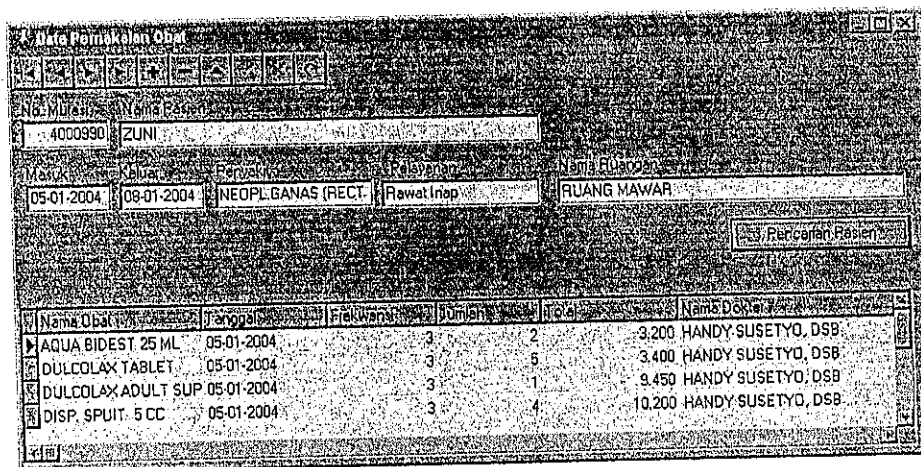 Data Pemakaian Obat
No. Mutasi Nama Pasien
4000990 ZUNI
Masuk Keluar Penyakit Pelayanan Nama Ruangan
05-01-2004 08-01-2004 NEOPL.GANAS (RECT. Rawat Inap RUANG MAWAR
Pencarian Pasien
Nama Obat Tanggal Frekwensi Jumlah Total Nama Dokter
AQUA BIDEST 25 ML 05-01-2004 3 2 3,200 HANDY SUSETYO, DSB
DULCOLAX TABLET 05-01-2004 3 5 3,400 HANDY SUSETYO, DSB
DULCOLAX ADULT SUP 05-01-2004 3 1 9,450 HANDY SUSETYO, DSB
DISP. SPUIT 5 CC 05-01-2004 3 4 10,200 HANDY SUSETYO, DSB